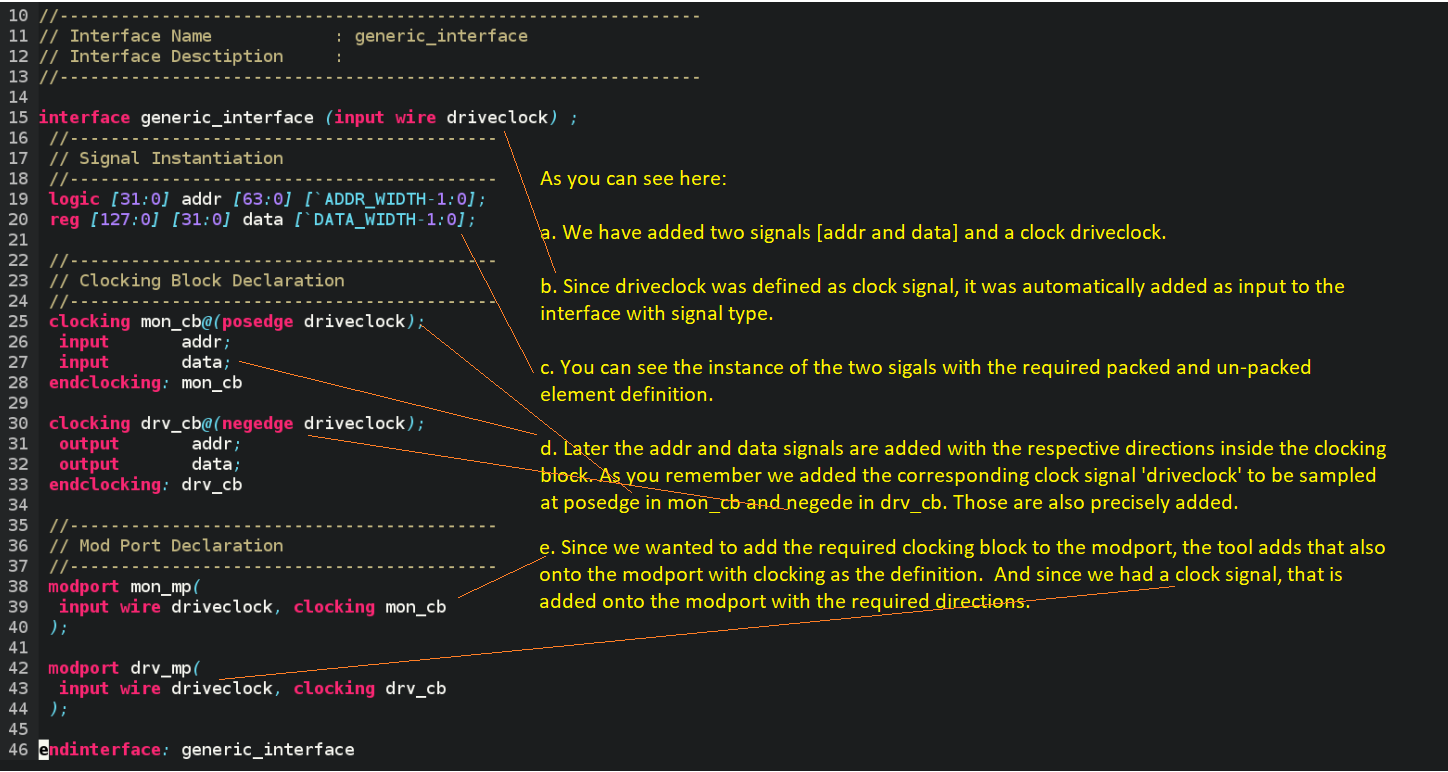 10 //---------------------------------------------------------------
11 // Interface Name            : generic_interface
12 // Interface Desctiption     :
13 //---------------------------------------------------------------
14
15 interface generic_interface (input wire driveclock) ;
16  //------------------------------------------
17  // Signal Instantiation
18  //------------------------------------------
19  logic [31:0] addr [63:0] [`ADDR_WIDTH-1:0];
20  reg [127:0] [31:0] data [`DATA_WIDTH-1:0];
21
22  //------------------------------------------
23  // Clocking Block Declaration
24  //------------------------------------------
25  clocking mon_cb@(posedge driveclock);
26   input       addr;
27   input       data;
28  endclocking: mon_cb
29
30  clocking drv_cb@(negedge driveclock);
31   output       addr;
32   output       data;
33  endclocking: drv_cb
34
35  //------------------------------------------
36  // Mod Port Declaration
37  //------------------------------------------
38  modport mon_mp(
39   input wire driveclock, clocking mon_cb
40  );
41
42  modport drv_mp(
43   input wire driveclock, clocking drv_cb
44  );
45
46 endinterface: generic_interface
As you can see here:
a. We have added two signals [addr and data] and a clock driveclock.
b. Since driveclock was defined as clock signal, it was automatically added as input to the
interface with signal type.
c. You can see the instance of the two sigals with the required packed and un-packed
element definition.
d. Later the addr and data signals are added with the respective directions inside the clocking
block. As you remember we added the corresponding clock signal 'driveclock' to be sampled
at posedge in mon_cb and negede in drv_cb. Those are also precisely added.
e. Since we wanted to add the required clocking block to the modport, the tool adds that also
onto the modport with clocking as the definition.  And since we had a clock signal, that is
added onto the modport with the required directions.